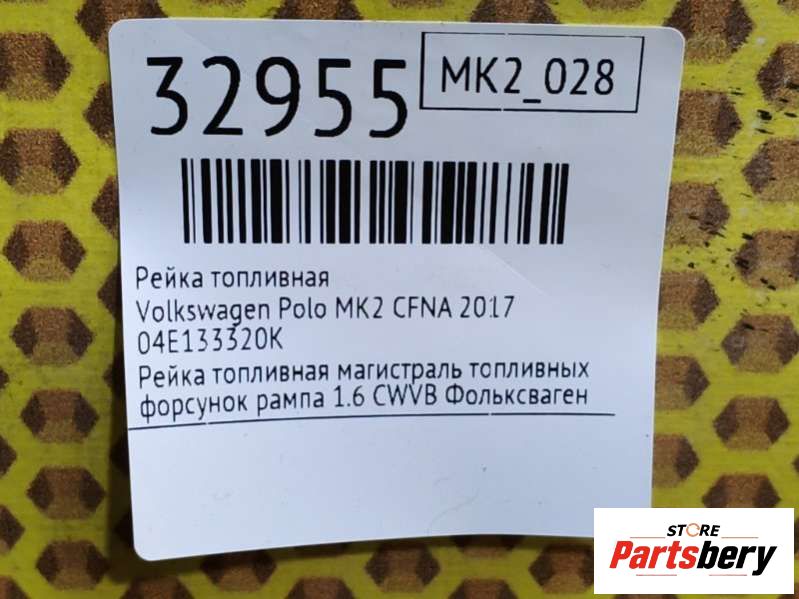 32955
MK2_028
Рейка топливная
Volkswagen Polo MK2 CFNA 2017
04E133320K
Рейка топливная магистраль топливных
форсунок рампа 1.6 CWVB Фольксваген
STORE
Partsbery